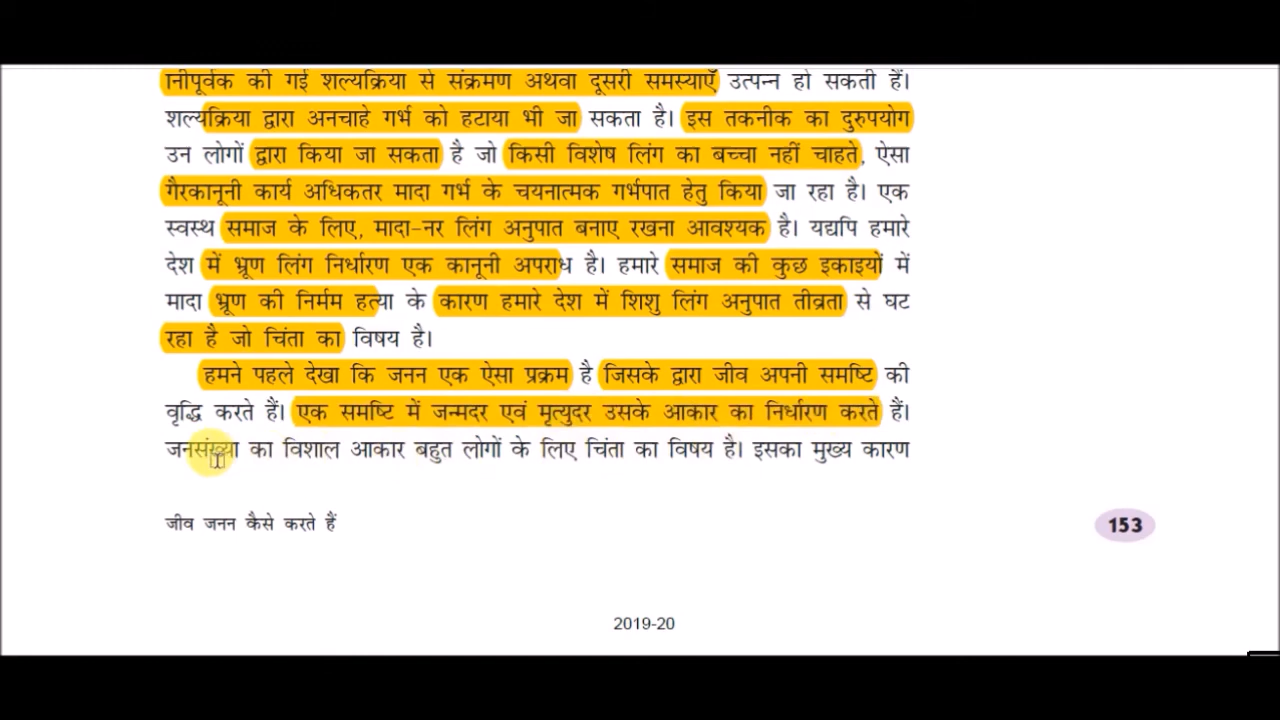 नीपूर्वक की गई शल्यक्रिया से संक्रमण अथवा दूसरी समस्याएँ उत्पन्न हो सकती हैं।
शल्यक्रिया द्वारा अनचाहे गर्भ को हटाया भी जा सकता है। इस तकनीक का दुरुपयोग
उन लोगों द्वारा किया जा सकता है जो किसी विशेष लिंग का बच्चा नहीं चाहते, ऐसा
गैरकानूनी कार्य अधिकतर मादा गर्भ के चयनात्मक गर्भपात हेतु किया जा रहा है। एक
स्वस्थ समाज के लिए, मादा-नर लिंग अनुपात बनाए रखना आवश्यक है। यद्यपि हमारे
देश में भ्रूण लिंग निर्धारण एक कानूनी अपराध है। हमारे समाज की कुछ इकाइयों में
मादा भ्रूण की निर्मम हत्या के कारण हमारे देश में शिशु लिंग अनुपात तीव्रता से घट
रहा है जो चिंता का विषय है।
हमने पहले देखा कि जनन एक ऐसा प्रक्रम है जिसके द्वारा जीव अपनी समष्टि की
वृद्धि करते हैं। एक समष्टि में जन्मदर एवं मृत्युदर उसके आकार का निर्धारण करते हैं।
जनसंख्या का विशाल आकार बहुत लोगों के लिए चिंता का विषय है। इसका मुख्य कारण
जीव जनन कैसे करते हैं
153
2019-20